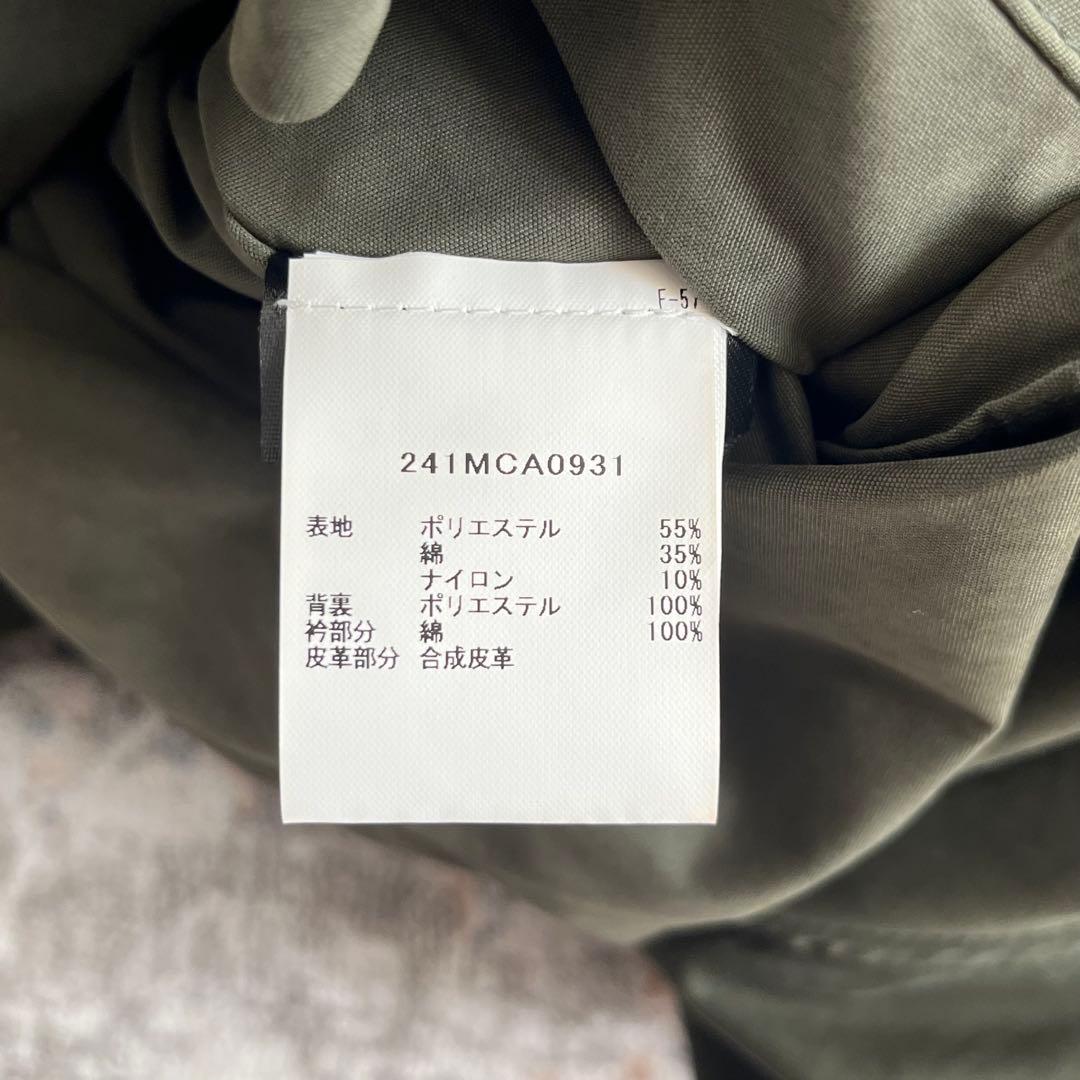 F-57
241MCA0931
表地 ポリエステル 55%
綿 35%
ナイロン 10%
背裏 ポリエステル 100%
衿部分 綿 100%
皮革部分 合成皮革